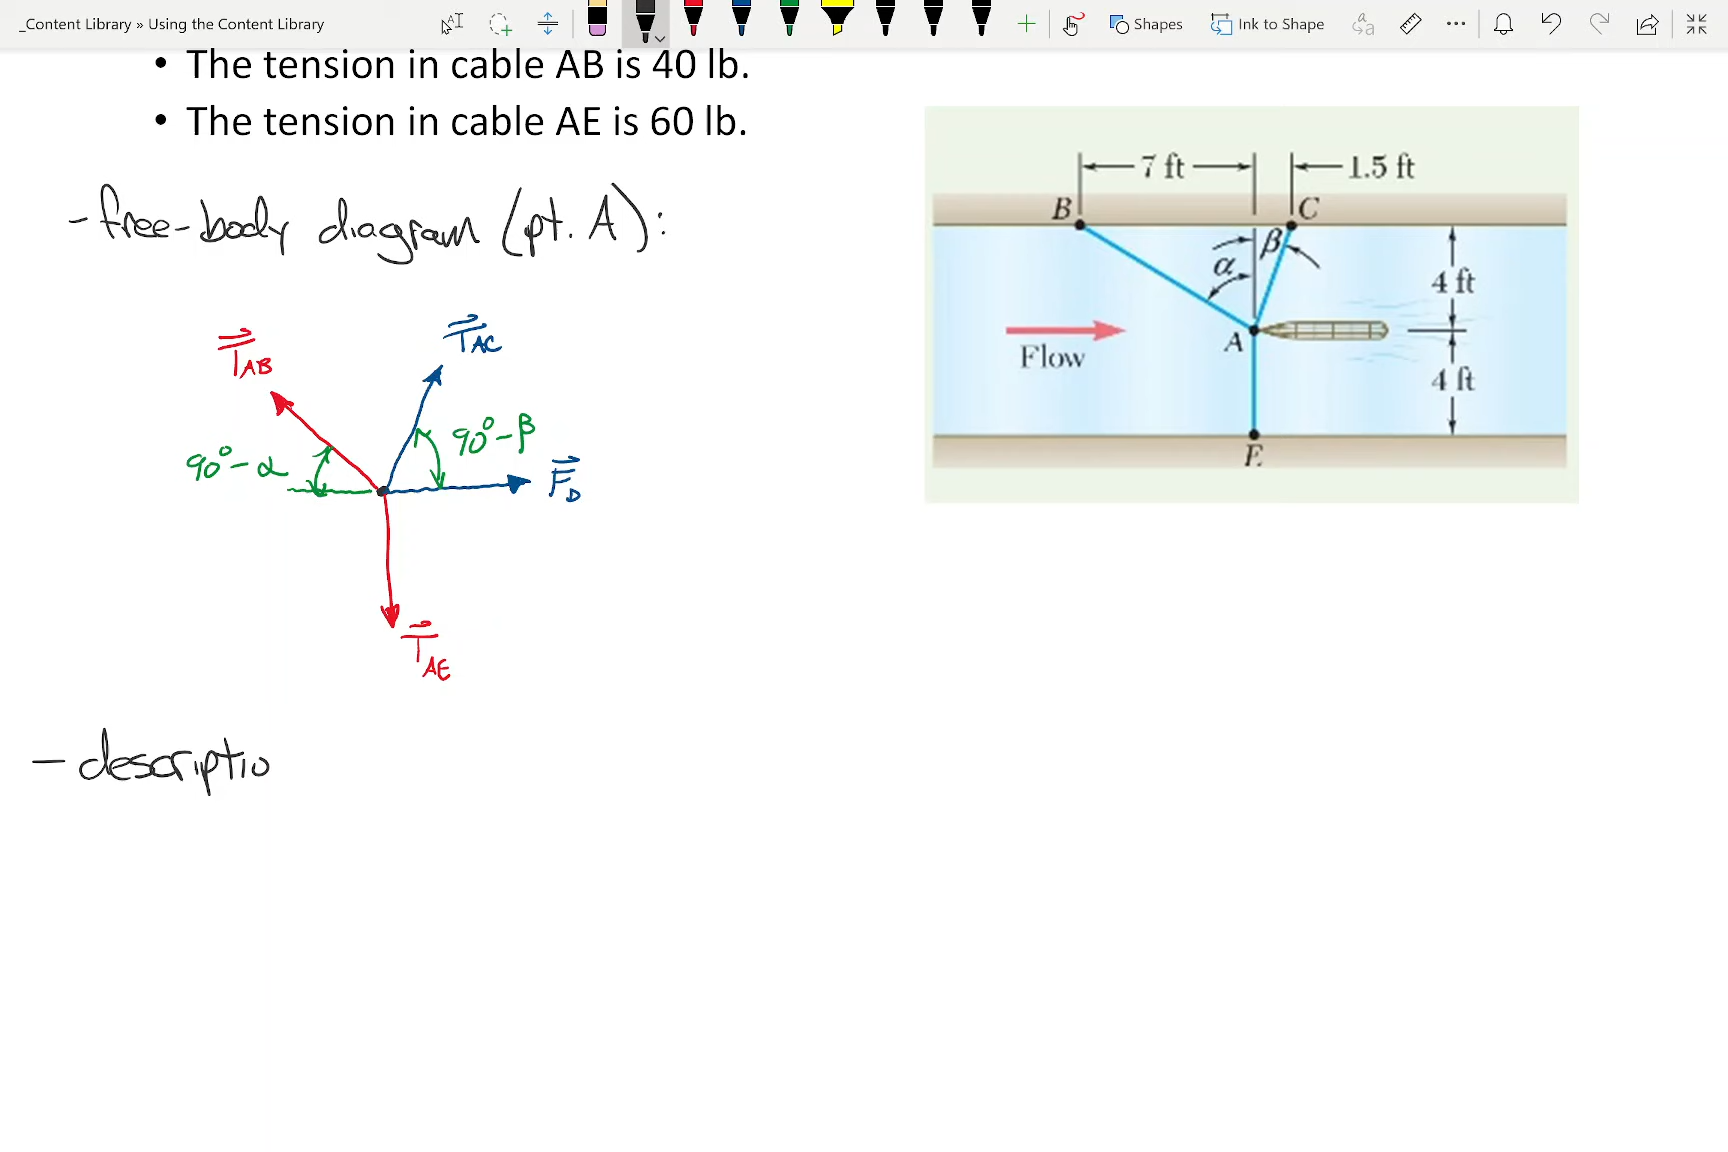 _Content Library » Using the Content Library
Shapes
Ink to Shape
• The tension in cable AB is 40 lb.
• The tension in cable AE is 60 lb.
- free-body diagram (pt. A):
T⃗AB
T⃗AC
90° - α
90° - β
F⃗D
T⃗AE
7 ft
1.5 ft
B
C
α
β
4 ft
A
Flow
4 ft
E
- descriptio